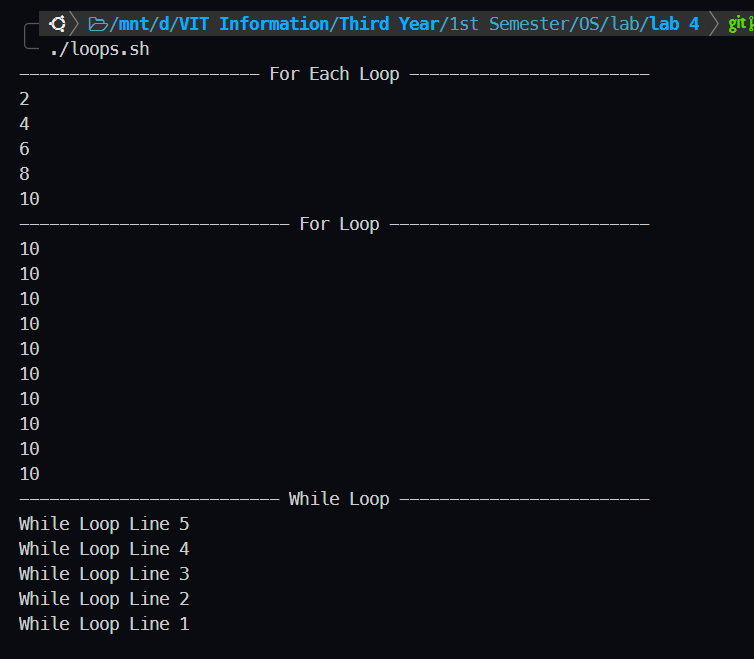 /mnt/d/VIT Information/Third Year/1st Semester/OS/lab/lab 4 git
./loops.sh
------------------------ For Each Loop ------------------------
2
4
6
8
10
--------------------------- For Loop --------------------------
10
10
10
10
10
10
10
10
10
10
-------------------------- While Loop -------------------------
While Loop Line 5
While Loop Line 4
While Loop Line 3
While Loop Line 2
While Loop Line 1